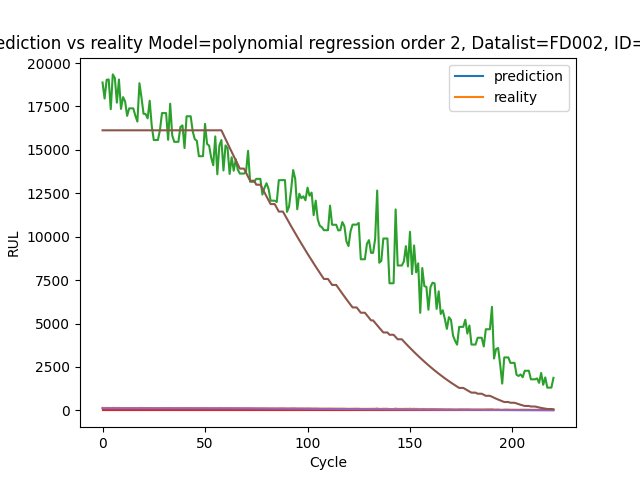 ediction vs reality Model=polynomial regression order 2, Datalist=FD002, ID=
prediction
reality
RUL
20000
17500
15000
12500
10000
7500
5000
2500
0
0 50 100 150 200
Cycle